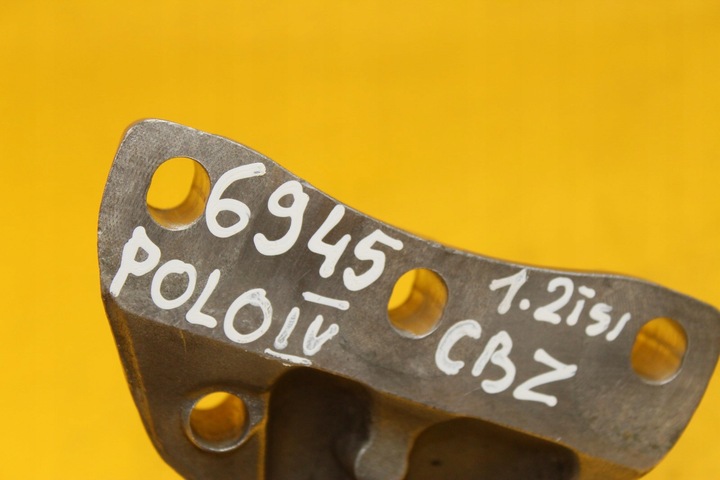 6945
POLO IV
1.2 TSI
CBZ